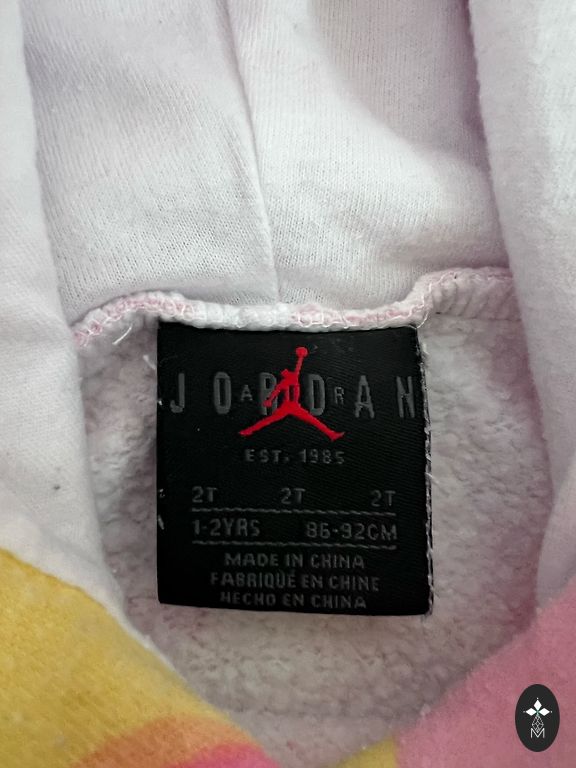 JORDAN
AIR
EST. 1985
2T 2T 2T
1-2YRS 86-92CM
MADE IN CHINA
FABRIQUÉ EN CHINE
HECHO EN CHINA
M